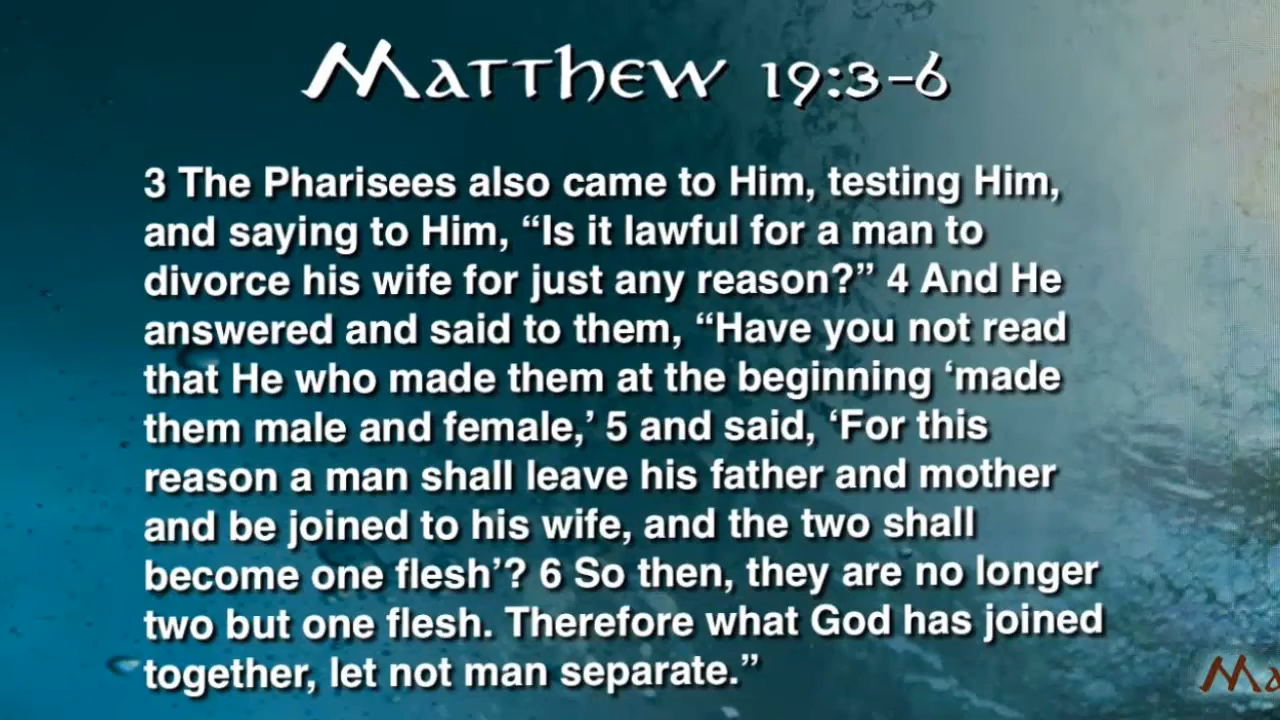 Matthew 19:3-6
3 The Pharisees also came to Him, testing Him,
and saying to Him, “Is it lawful for a man to
divorce his wife for just any reason?” 4 And He
answered and said to them, “Have you not read
that He who made them at the beginning ‘made
them male and female,’ 5 and said, ‘For this
reason a man shall leave his father and mother
and be joined to his wife, and the two shall
become one flesh’? 6 So then, they are no longer
two but one flesh. Therefore what God has joined
together, let not man separate.”
Ma